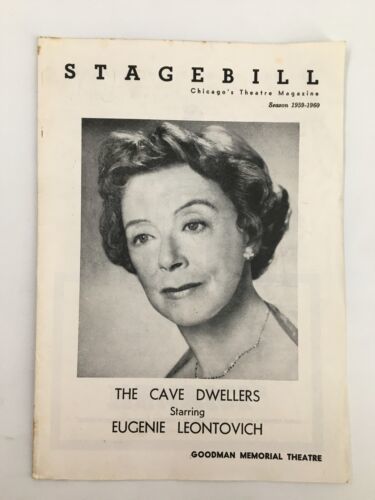 STAGEBILL
Chicago's Theatre Magazine
Season 1959-1960
THE CAVE DWELLERS
Starring
EUGENIE LEONTOVICH
GOODMAN MEMORIAL THEATRE